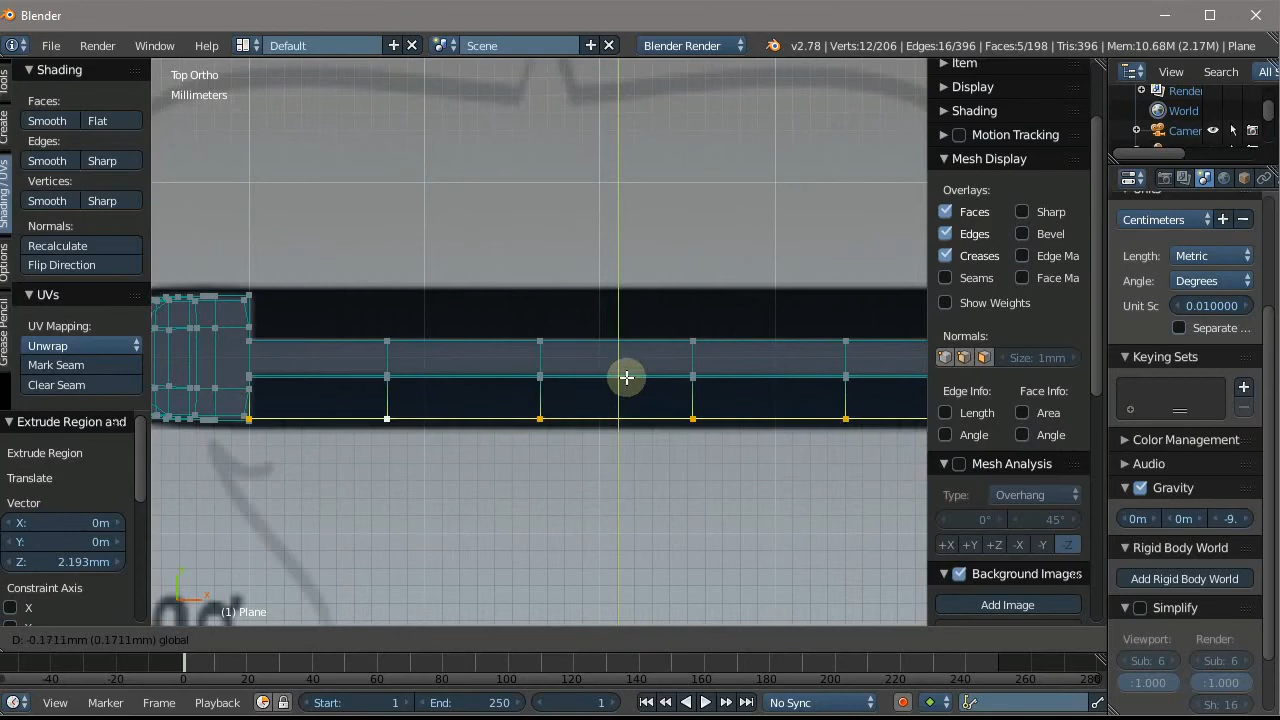 Blender
File Render Window Help Default Scene Blender Render v2.78 | Verts:12/206 | Edges:16/396 | Faces:5/198 | Tris:396 | Mem:10.68M (2.17M) | Plane
Tools
Create
Shading / UVs
Options
Grease Pencil
Shading
Faces:
Smooth Flat
Edges:
Smooth Sharp
Vertices:
Smooth Sharp
Normals:
Recalculate
Flip Direction
UVs
UV Mapping:
Unwrap
Mark Seam
Clear Seam
Extrude Region and
Extrude Region
Translate
Vector
X: 0m
Y: 0m
Z: 2.193mm
Constraint Axis
X
Top Ortho
Millimeters
(1) Plane
D: -0.1711mm (0.1711mm) global
Item
Display
Shading
Motion Tracking
Mesh Display
Overlays:
Faces Sharp
Edges Bevel
Creases Edge Ma
Seams Face Ma
Show Weights
Normals:
Size: 1mm
Edge Info: Face Info:
Length Area
Angle Angle
Mesh Analysis
Type: Overhang
0° 45°
+X +Y +Z -X -Y -Z
Background Images
Add Image
View Search All S
Render
World
Camer
Units
Centimeters
Length: Metric
Angle: Degrees
Unit Sc 0.010000
Separate ...
Keying Sets
Color Management
Audio
Gravity
0m 0m -9.
Rigid Body World
Add Rigid Body World
Simplify
Viewport: Render:
Sub: 6 Sub: 6
:1.000 :1.000
Sh: 16
-40 -20 0 20 40 60 80 100 120 140 160 180 200 220 240 260 280
View Marker Frame Playback Start: 1 End: 250 1 No Sync